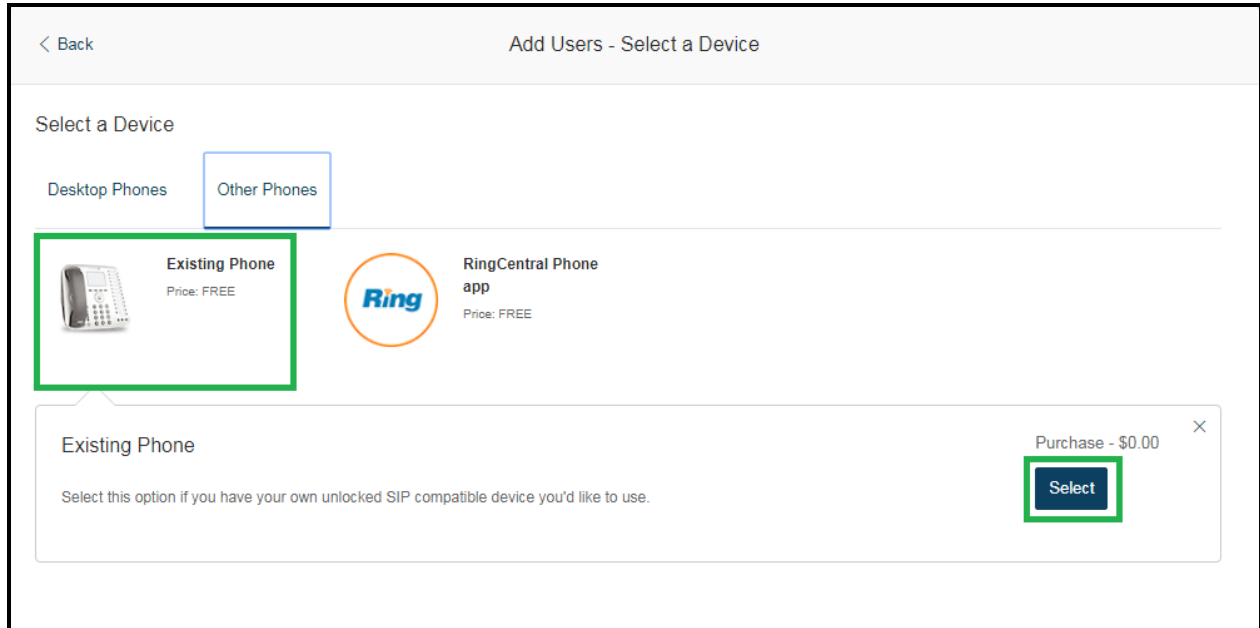 Back
Add Users - Select a Device
Select a Device
Desktop Phones
Other Phones
Existing Phone
Price: FREE
Ring
RingCentral Phone
app
Price: FREE
Existing Phone
Purchase - $0.00
Select this option if you have your own unlocked SIP compatible device you'd like to use.
Select